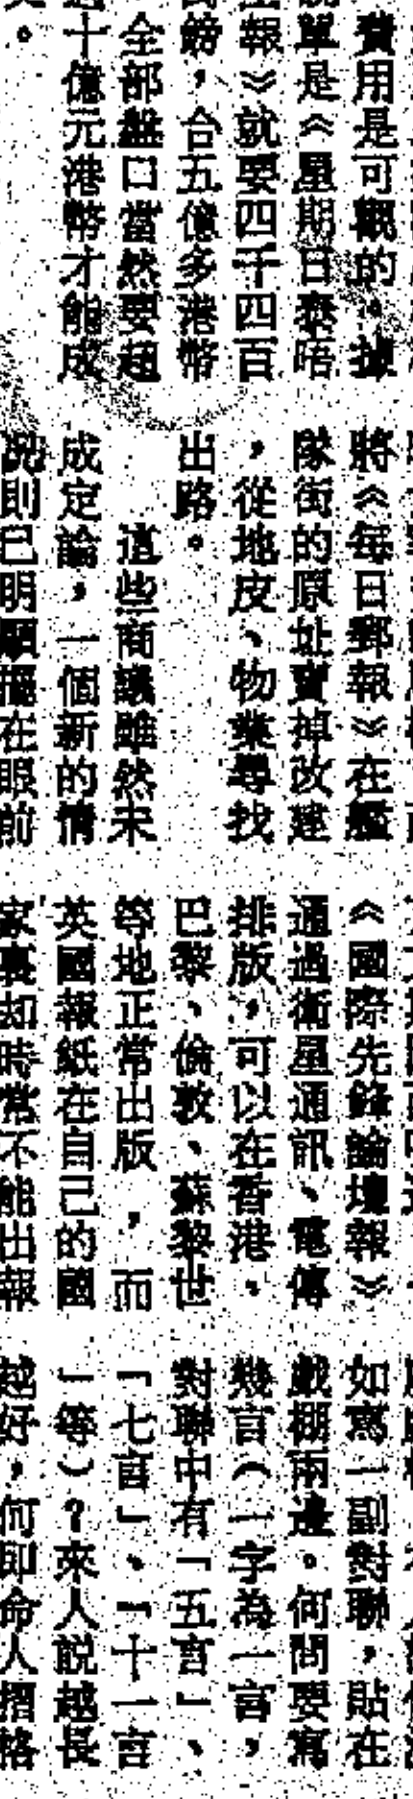 費用是可觀的。據
說單是《星期日泰晤
士報》就要四千四百
萬鎊，合五億多港幣
全部盤口當然要超
過十億元港幣才能成
將《每日郵報》在艦
隊街的原址賣掉改建
，從地皮、物業尋找
出路。
這些商議雖然未
成定論，一個新的情
況則已明顯擺在眼前
《國際先鋒論壇報》
通過衛星通訊、電傳
排版，可以在香港、
巴黎、倫敦、蘇黎世
等地正常出版，而
英國報紙在自己的國
家裏却時常不能出報
如寫一副對聯，貼在
戲棚兩邊。何問要寫
幾言（一字為一言，
對聯中有「五言」、
「七言」、「十一言
」等）？來人説越長
越好，何即命人摺格